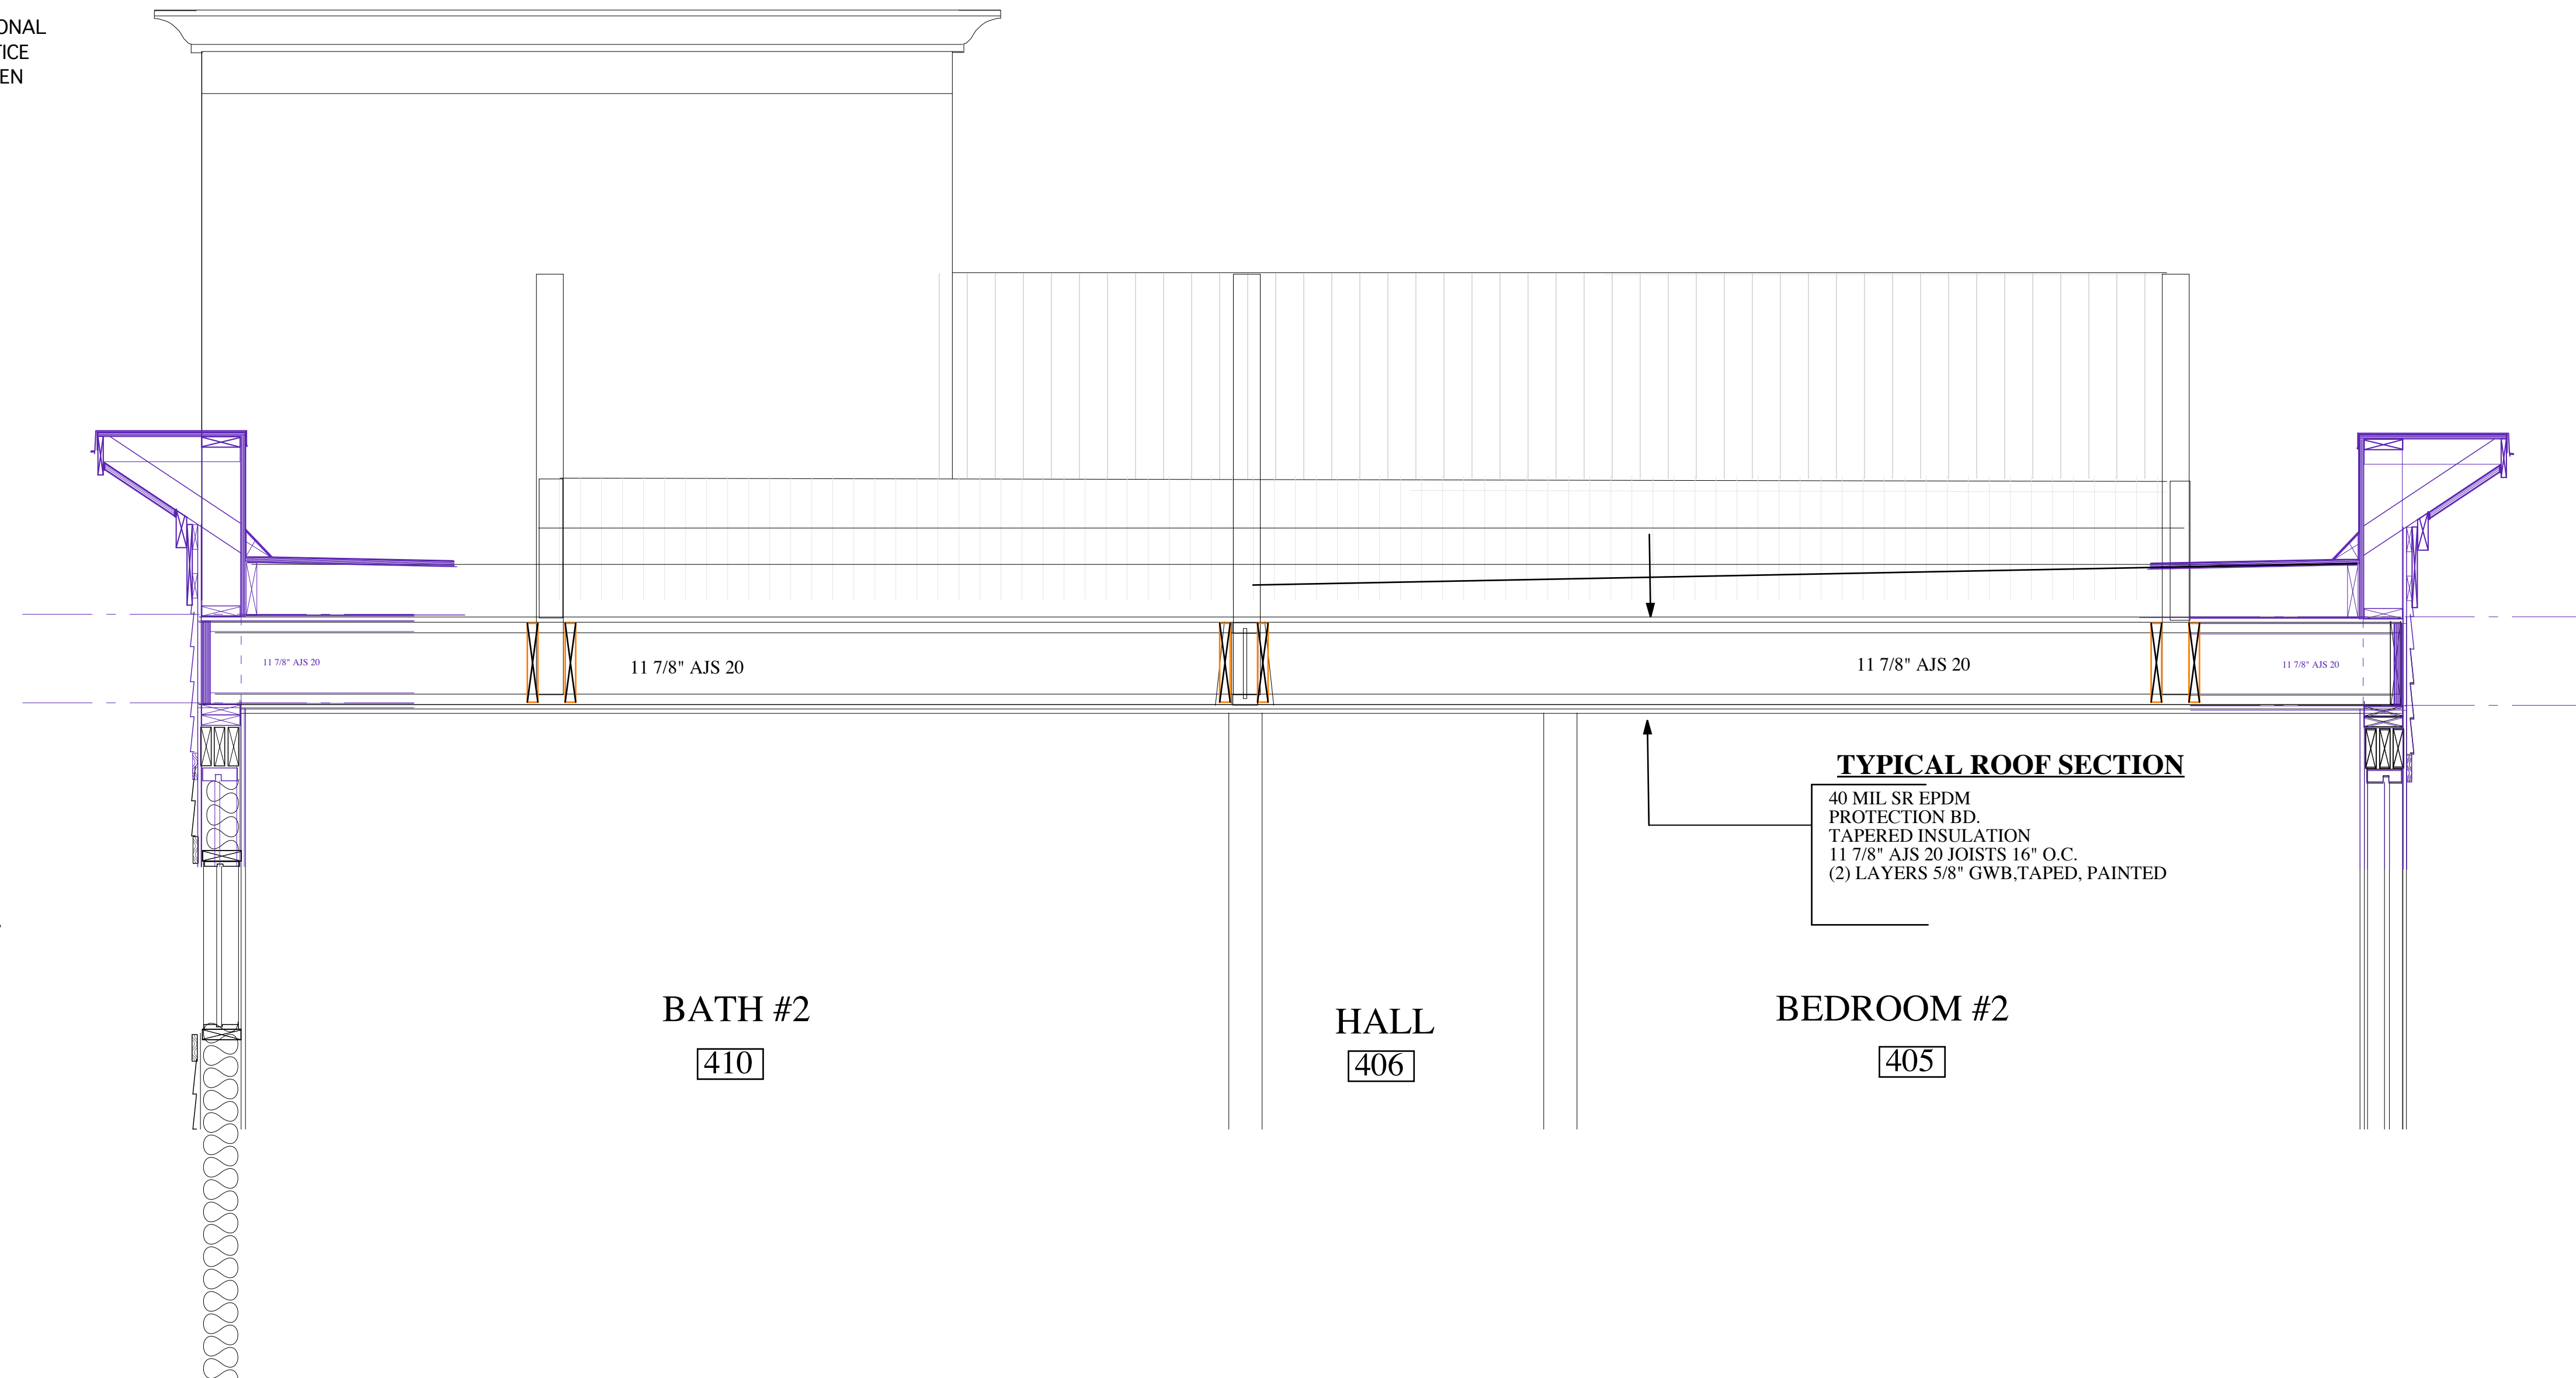 ONAL
TICE
EN
11 7/8" AJS 20
11 7/8" AJS 20
11 7/8" AJS 20
11 7/8" AJS 20
TYPICAL ROOF SECTION
40 MIL SR EPDM
PROTECTION BD.
TAPERED INSULATION
11 7/8" AJS 20 JOISTS 16" O.C.
(2) LAYERS 5/8" GWB,TAPED, PAINTED
BATH #2
410
HALL
406
BEDROOM #2
405